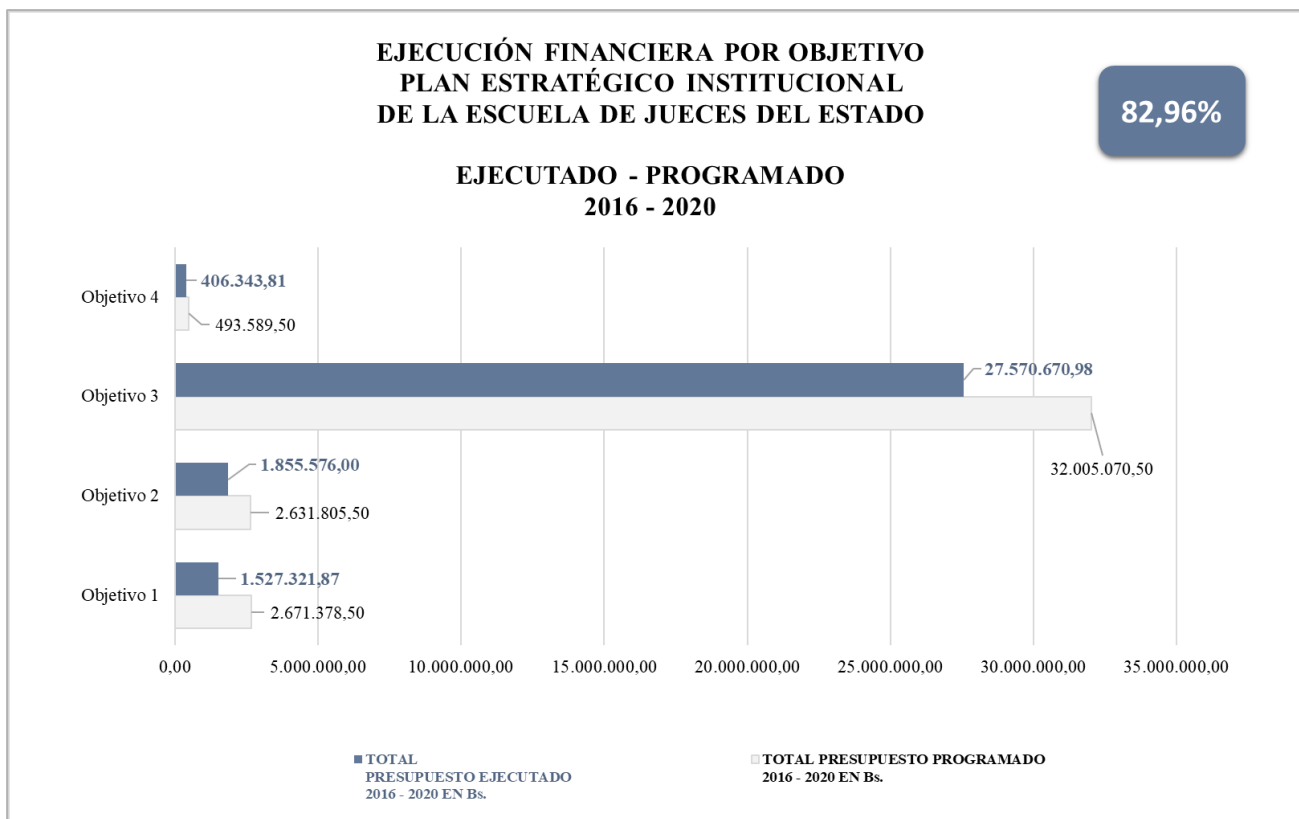 EJECUCIÓN FINANCIERA POR OBJETIVO
PLAN ESTRATÉGICO INSTITUCIONAL
DE LA ESCUELA DE JUECES DEL ESTADO
82,96%
EJECUTADO - PROGRAMADO
2016 - 2020
Objetivo 4
406.343,81
493.589,50
Objetivo 3
27.570.670,98
32.005.070,50
Objetivo 2
1.855.576,00
2.631.805,50
Objetivo 1
1.527.321,87
2.671.378,50
0,00 5.000.000,00 10.000.000,00 15.000.000,00 20.000.000,00 25.000.000,00 30.000.000,00 35.000.000,00
TOTAL
PRESUPUESTO EJECUTADO
2016 - 2020 EN Bs.
TOTAL PRESUPUESTO PROGRAMADO
2016 - 2020 EN Bs.